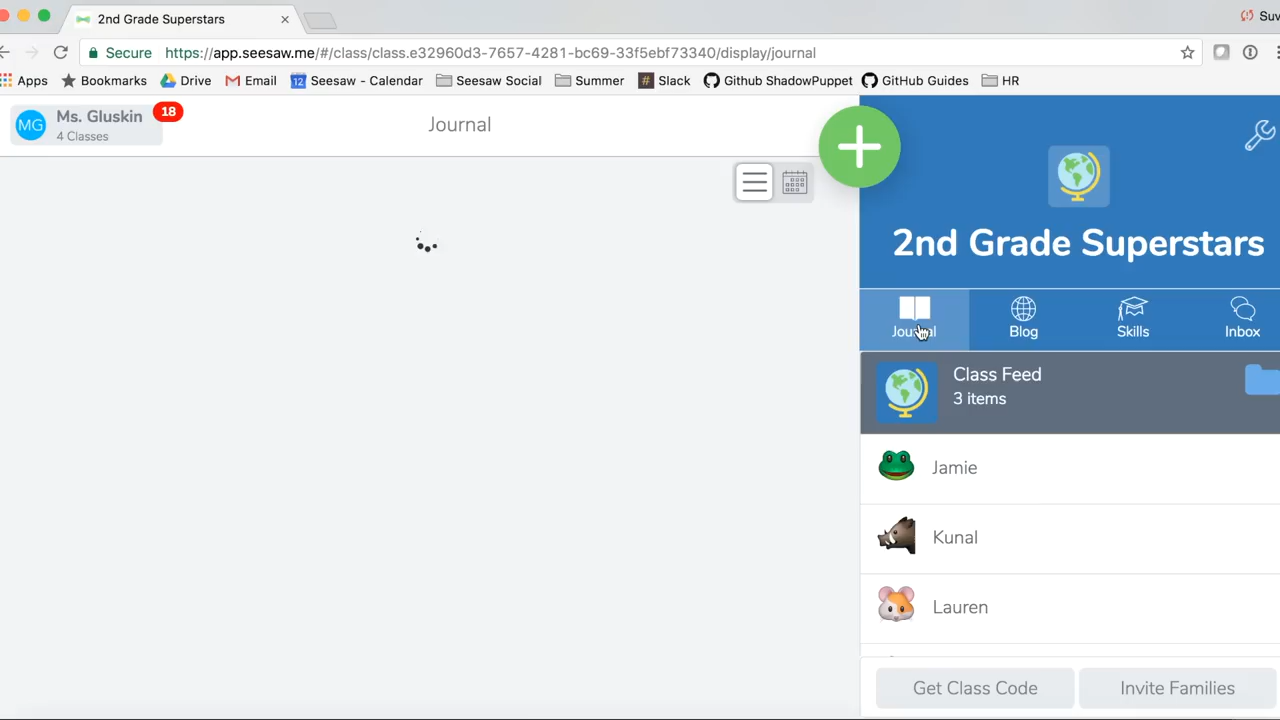 2nd Grade Superstars
Suv
Secure https://app.seesaw.me/#/class/class.e32960d3-7657-4281-bc69-33f5ebf73340/display/journal
Apps Bookmarks Drive Email 12 Seesaw - Calendar Seesaw Social Summer # Slack Github ShadowPuppet GitHub Guides HR
MG Ms. Gluskin 18
4 Classes
Journal
2nd Grade Superstars
Journal Blog Skills Inbox
Class Feed
3 items
Jamie
Kunal
Lauren
Get Class Code Invite Families